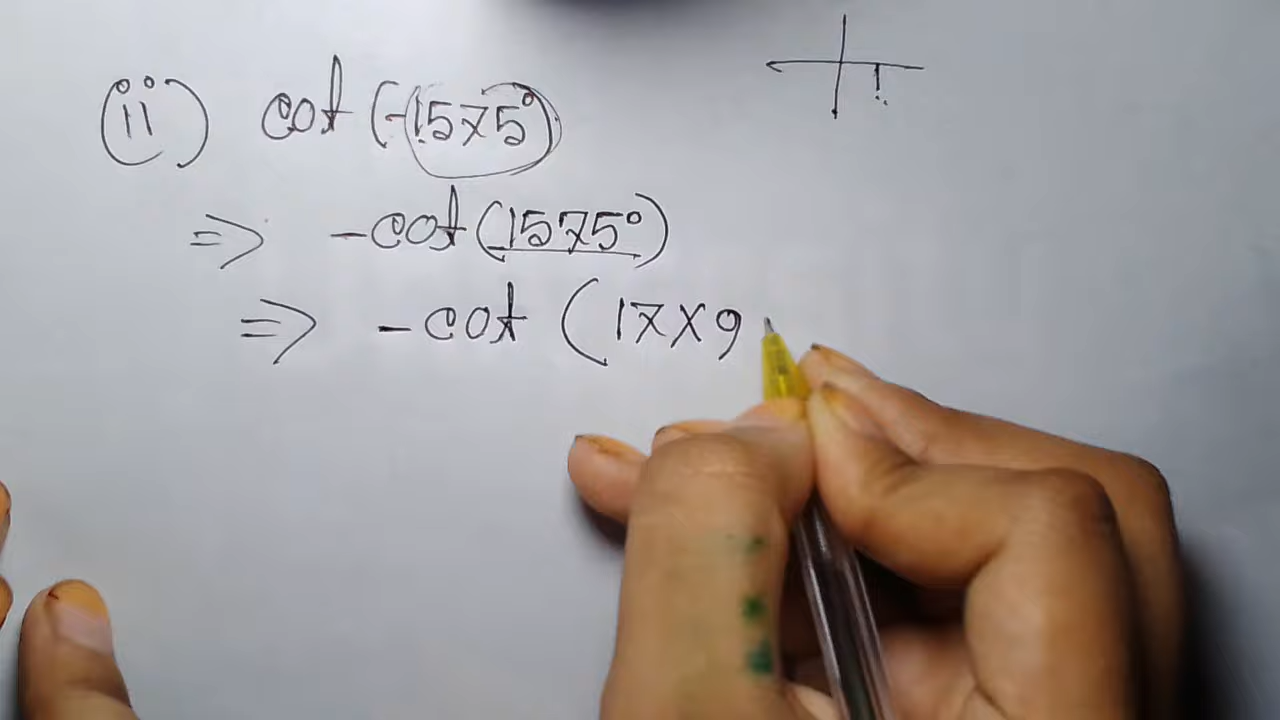 (ii) cot (-1575°)
=> -cot (1575°)
=> -cot (17×9